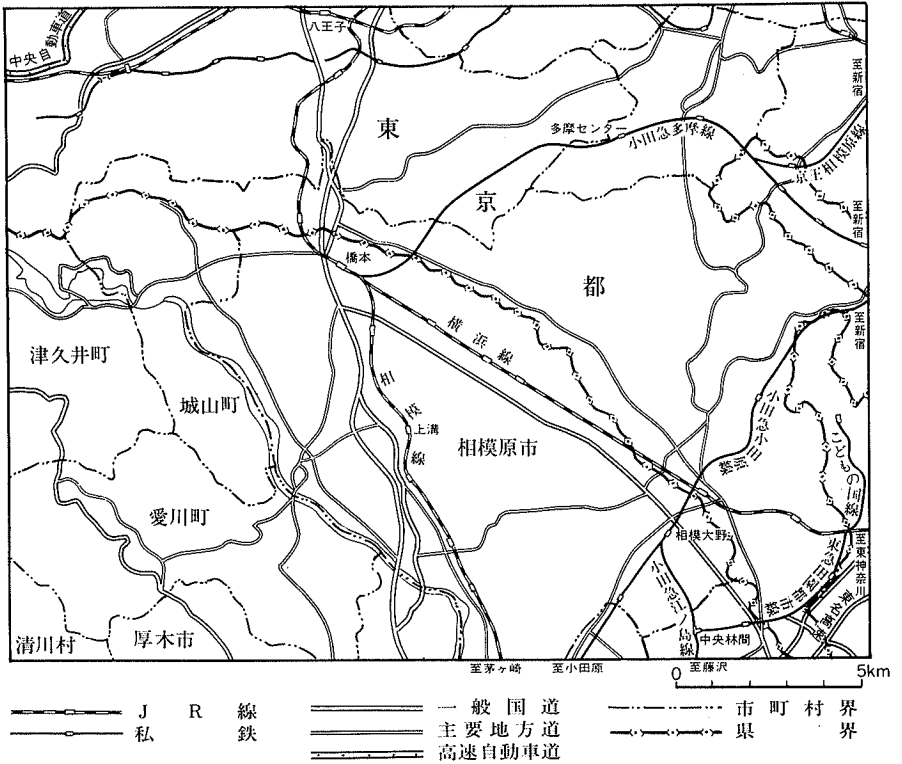 八王子
中央自動車道
至新宿
東
多摩センター
小田急多摩線
京王相模原線
京
至新宿
橋本
都
津久井町
横浜線
至新宿
城山町
相模線
小田急小田原線
上溝
相模原市
こどもの国線
愛川町
相模大野
至東神奈川
東急田園都市線
小田急江ノ島線
東名高速
清川村
厚木市
中央林間
至茅ヶ崎
至小田原
至藤沢
0 5km
JR線
一般国道
市町村界
私鉄
主要地方道
県界
高速自動車道